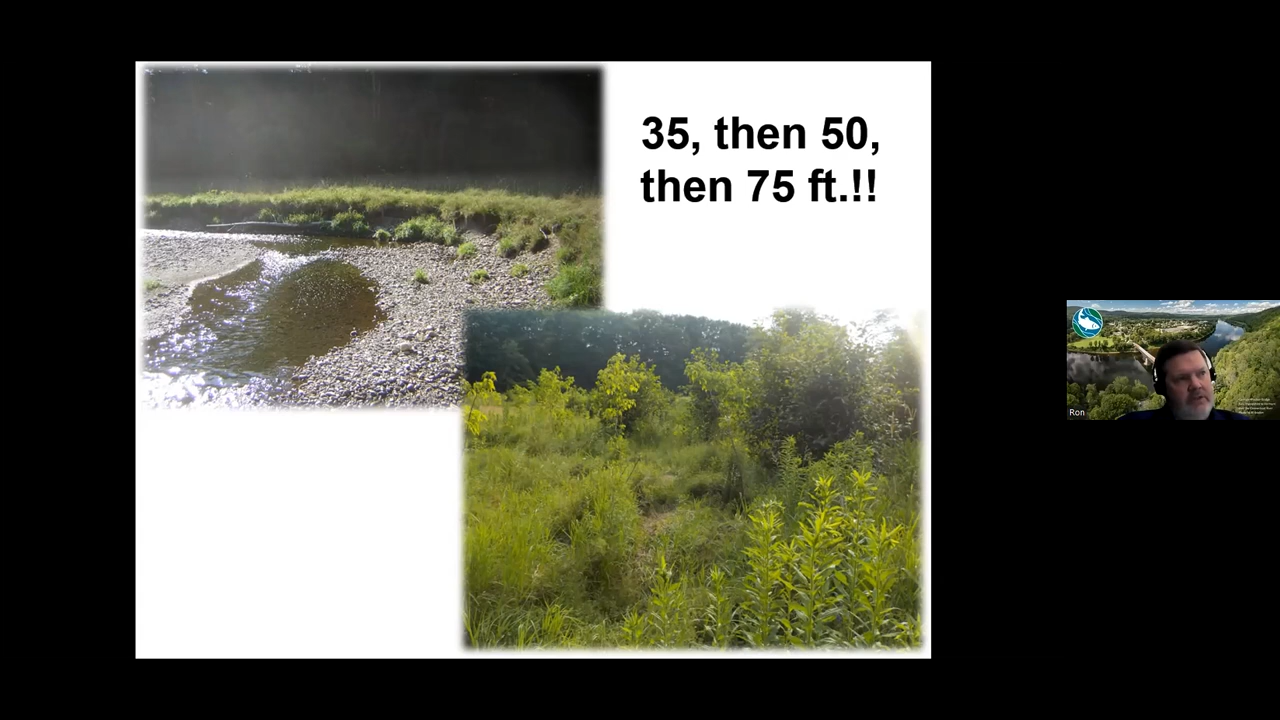 35, then 50,
then 75 ft.!!
Ron